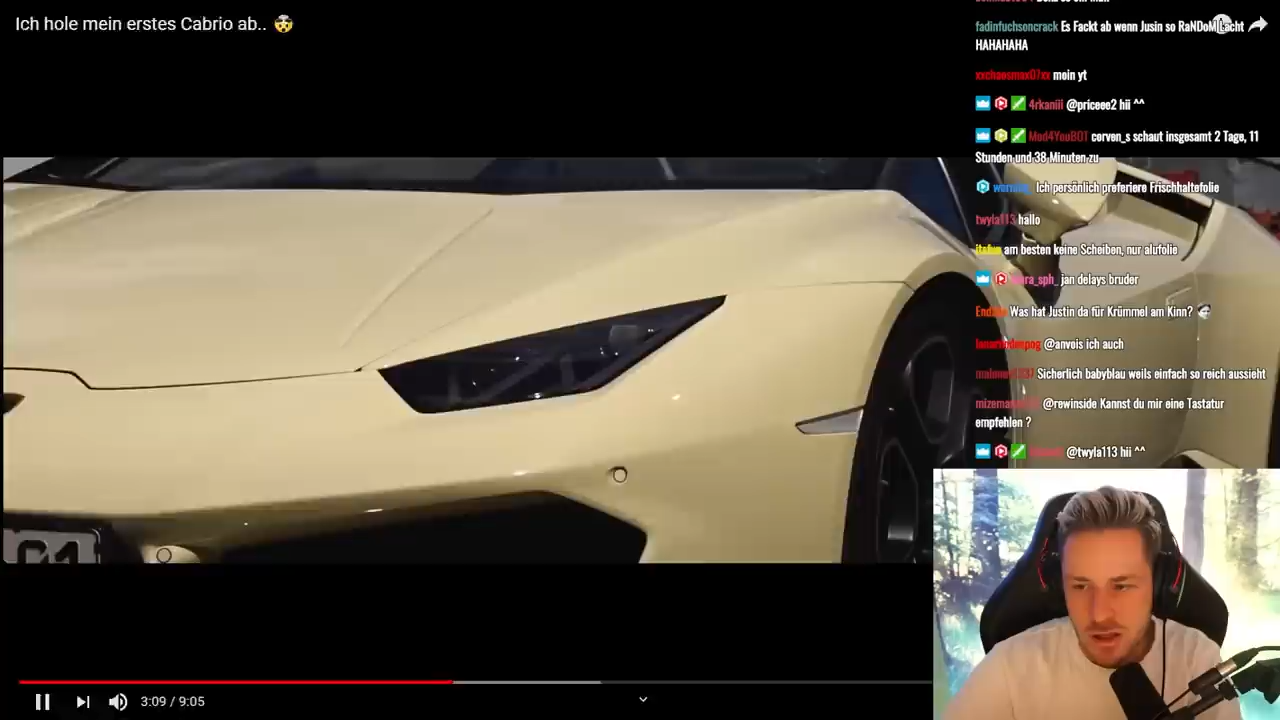 Ich hole mein erstes Cabrio ab..
fadinfuchsoncrack Es Fackt ab wenn Jusin so RaNDoM Lacht
HAHAHAHA
xxchaosmax07xx moin yt
4rkaniii @priceee2 hii ^^
Mod4YouBOT corven_s schaut insgesamt 2 Tage, 11
Stunden und 38 Minuten zu
Ich persönlich preferiere Frischhaltefolie
twyla113 hallo
am besten keine Scheiben, nur alufolie
jan delays bruder
Was hat Justin da für Krümmel am Kinn?
@anvois ich auch
Sicherlich babyblau weils einfach so reich aussieht
@rewinside Kannst du mir eine Tastatur
empfehlen ?
@twyla113 hii ^^
3:09 / 9:05